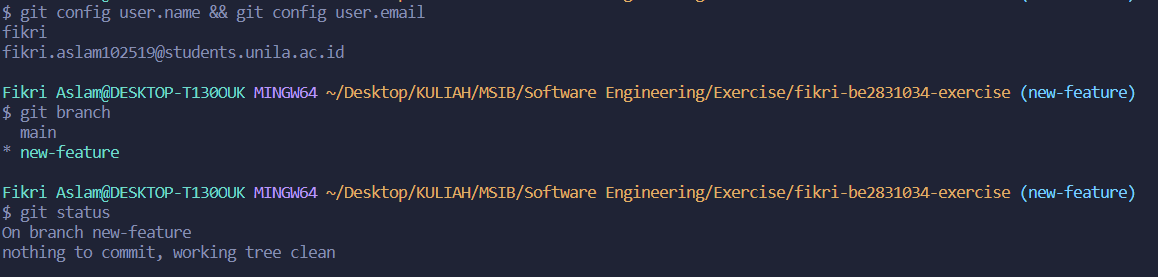 $ git config user.name && git config user.email
fikri
fikri.aslam102519@students.unila.ac.id
Fikri Aslam@DESKTOP-T130OUK MINGW64 ~/Desktop/KULIAH/MSIB/Software Engineering/Exercise/fikri-be2831034-exercise (new-feature)
$ git branch
  main
* new-feature
Fikri Aslam@DESKTOP-T130OUK MINGW64 ~/Desktop/KULIAH/MSIB/Software Engineering/Exercise/fikri-be2831034-exercise (new-feature)
$ git status
On branch new-feature
nothing to commit, working tree clean